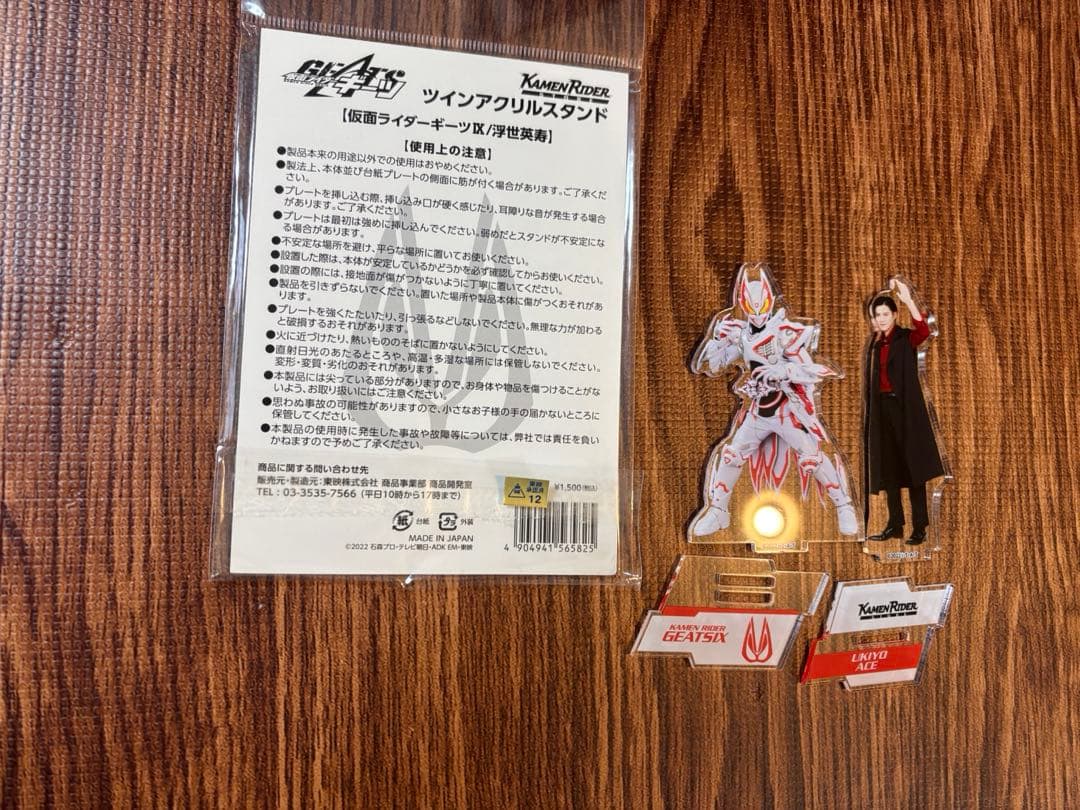 GEATS
仮面ライダーギーツ
KAMEN RIDER
ツインアクリルスタンド
【仮面ライダーギーツⅨ/浮世英寿】
【使用上の注意】
●製品本来の用途以外での使用はおやめください。
●製法上、本体並び台紙プレートの側面に筋が付く場合があります。ご了承くだ
さい。
●プレートを挿し込む際、挿し込み口が硬く感じたり、耳障りな音が発生する場合
があります。ご了承ください。
●プレートは最初は強めに挿し込んでください。弱めだとスタンドが不安定にな
る場合があります。
●不安定な場所を避け、平らな場所に置いてお使いください。
●設置した際は、本体が安定しているかどうかを必ず確認してからお使いください。
●設置の際には、接地面が傷がつかないように丁寧に置いてください。
●製品を引きずらないでください。置いた場所や製品本体に傷がつくおそれがあ
ります。
●プレートを強くたたいたり、引っ張るなどしないでください。無理な力が加わる
と破損するおそれがあります。
●火に近づけたり、熱いもののそばに置かないようにしてください。
●直射日光のあたるところや、高温・多湿な場所には保管しないでください。
変形・変質・劣化のおそれがあります。
●本製品には尖っている部分がありますので、お身体や物品を傷つけることがな
いよう、お取り扱いにはご注意ください。
●思わぬ事故の可能性がありますので、小さなお子様の手の届かないところに
保管してください。
●本製品の使用時に発生した事故や故障等については、弊社では責任を負い
かねますので予めご了承ください。
商品に関する問い合わせ先
販売元・製造元：東映株式会社 商品事業部 商品開発室
TEL：03-3535-7566（平日10時から17時まで）
12
¥1,500(税込)
紙 台紙 プラ 外装
MADE IN JAPAN
©2022 石森プロ・テレビ朝日・ADK EM・東映
4 904941 565825
KAMEN RIDER
GEATSIX
KAMEN RIDER
UKIYO
ACE